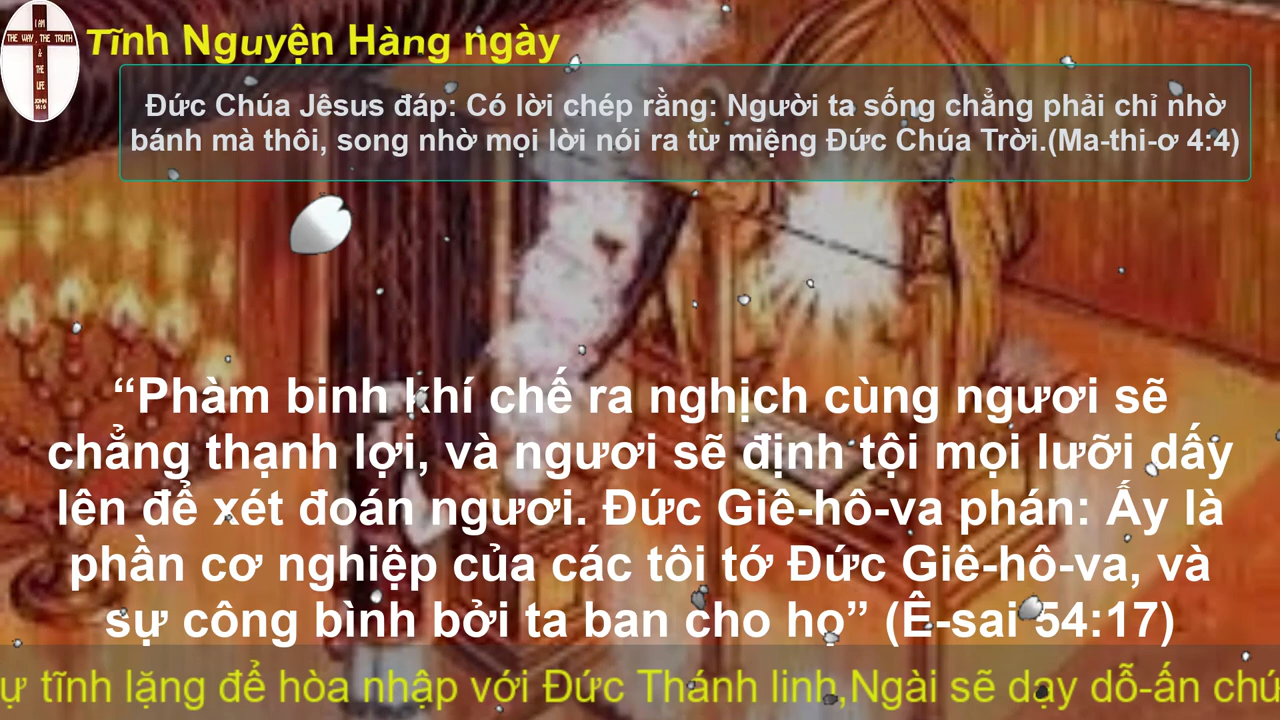 I AM
THE WAY, THE TRUTH
&
THE
LIFE
JOHN
14:6
Tĩnh Nguyện Hàng ngày
Đức Chúa Jêsus đáp: Có lời chép rằng: Người ta sống chẳng phải chỉ nhờ
bánh mà thôi, song nhờ mọi lời nói ra từ miệng Đức Chúa Trời.(Ma-thi-ơ 4:4)
“Phàm binh khí chế ra nghịch cùng ngươi sẽ
chẳng thạnh lợi, và ngươi sẽ định tội mọi lưỡi dấy
lên để xét đoán ngươi. Đức Giê-hô-va phán: Ấy là
phần cơ nghiệp của các tôi tớ Đức Giê-hô-va, và
sự công bình bởi ta ban cho họ” (Ê-sai 54:17)
ự tĩnh lặng để hòa nhập với Đức Thánh linh,Ngài sẽ dạy dỗ-ấn chú